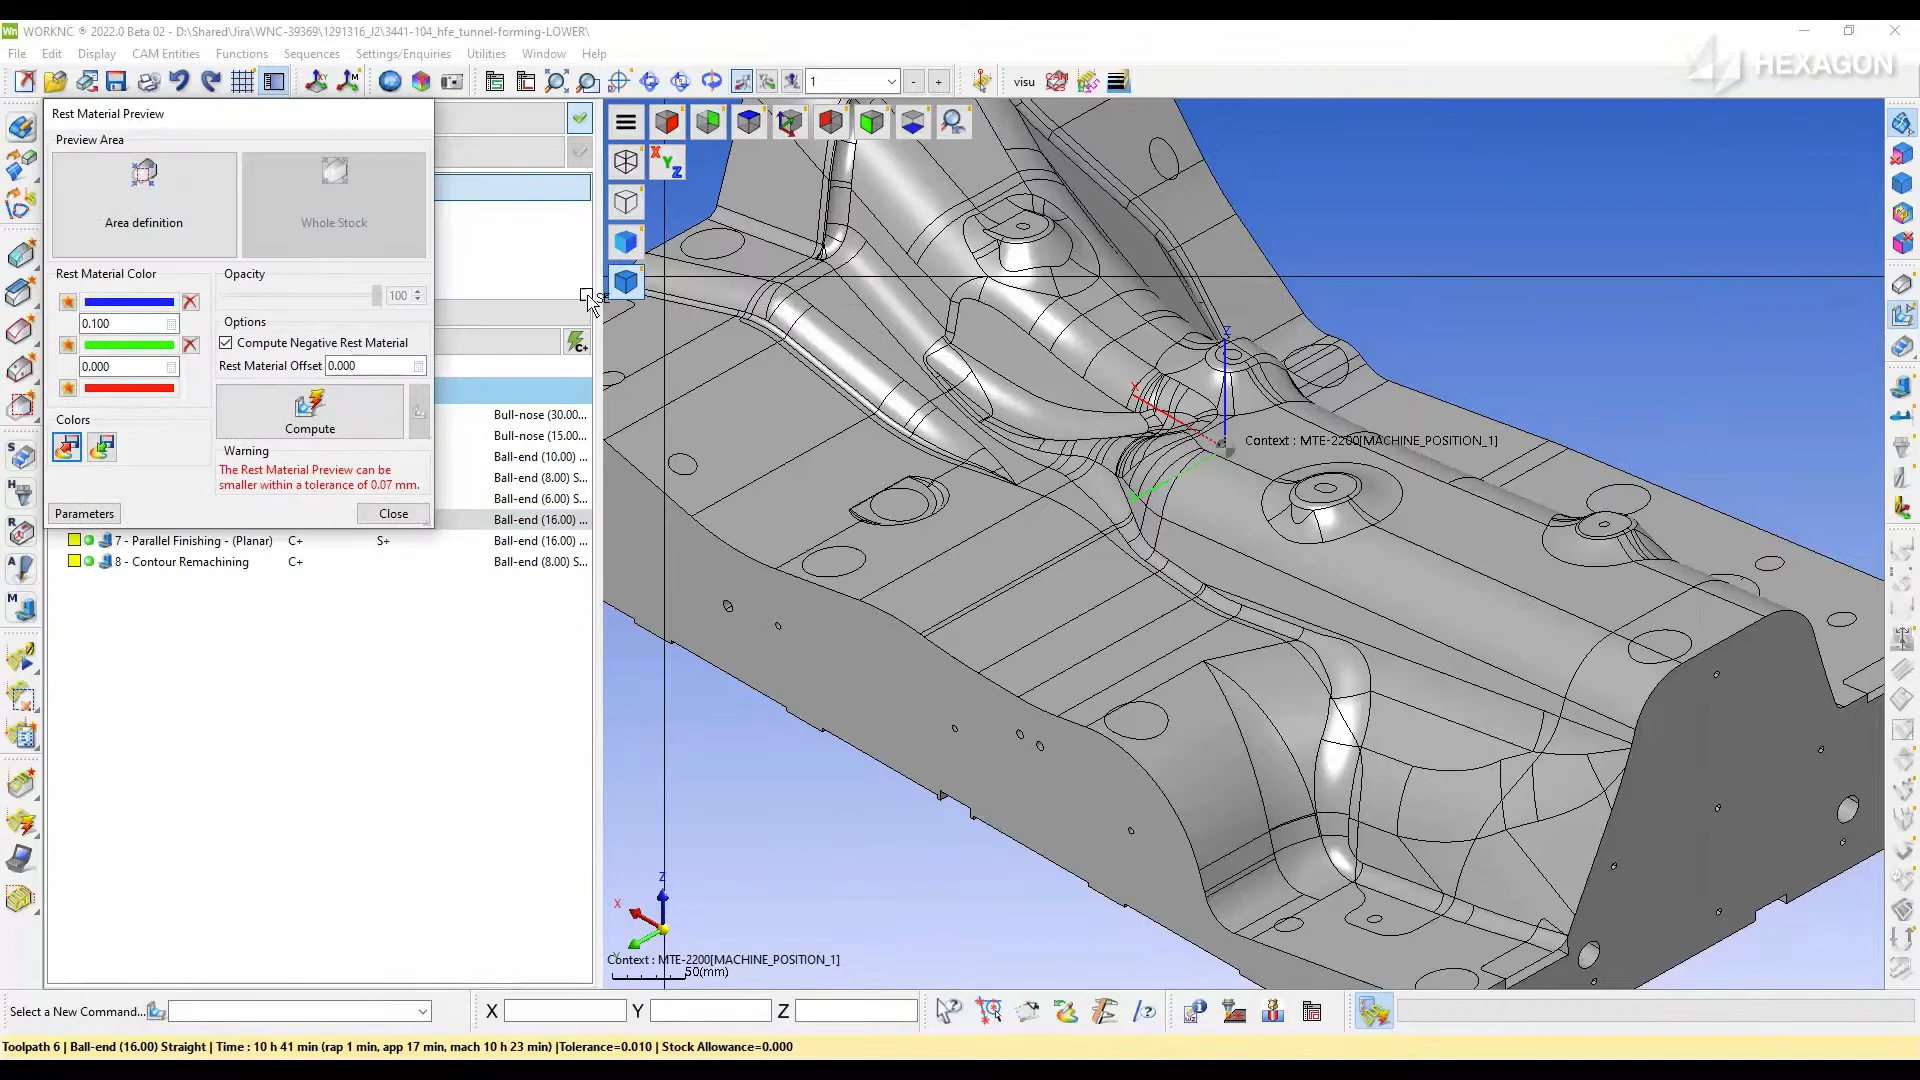 WORKNC ® 2022.0 Beta 02 - D:\Shared\Jira\WNC-39369\1291316_J2\3441-104_hfe_tunnel-forming-LOWER\
File Edit Display CAM Entities Functions Sequences Settings/Enquiries Utilities Window Help
HEXAGON
1 - + visu
Rest Material Preview
Preview Area
Area definition Whole Stock
Rest Material Color Opacity
100
0.100 Options
Compute Negative Rest Material
0.000 Rest Material Offset 0.000
Colors Compute
Warning
The Rest Material Preview can be
smaller within a tolerance of 0.07 mm.
Parameters Close
Bull-nose (30.00...
Bull-nose (15.00...
Ball-end (10.00) ...
Ball-end (8.00) S...
Ball-end (6.00) S...
Ball-end (16.00) ...
7 - Parallel Finishing - (Planar) C+ S+ Ball-end (16.00) ...
8 - Contour Remachining C+ Ball-end (8.00) S...
X Y Z
Z
X
Context : MTE-2200[MACHINE_POSITION_1]
Z
X
Context : MTE-2200[MACHINE_POSITION_1]
50(mm)
Select a New Command... X Y Z
Toolpath 6 | Ball-end (16.00) Straight | Time : 10 h 41 min (rap 1 min, app 17 min, mach 10 h 23 min) |Tolerance=0.010 | Stock Allowance=0.000